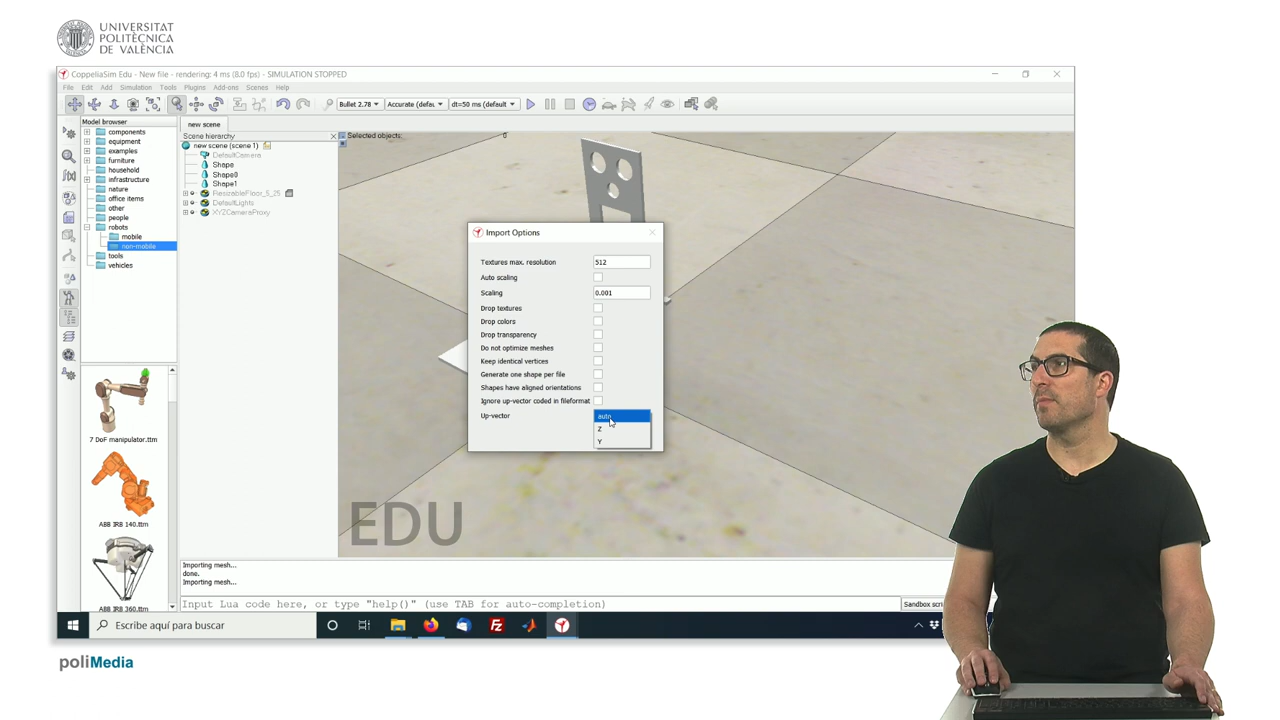 UNIVERSITAT
POLITÈCNICA
DE VALÈNCIA
CoppeliaSim Edu - New file - rendering: 4 ms (8.0 fps) - SIMULATION STOPPED
File Edit Add Simulation Tools Plugins Add-ons Scenes Help
Bullet 2.78 Accurate (defau dt=50 ms (default)
Model browser
components
equipment
examples
furniture
household
infrastructure
nature
office items
other
people
robots
mobile
non-mobile
tools
vehicles
7 DoF manipulator.ttm
ABB IRB 140.ttm
ABB IRB 360.ttm
new scene
Scene hierarchy
new scene (scene 1)
DefaultCamera
Shape
Shape0
Shape1
ResizableFloor_5_25
DefaultLights
XYZCameraProxy
Selected objects: 0
Import Options
Textures max. resolution 512
Auto scaling
Scaling 0.001
Drop textures
Drop colors
Drop transparency
Do not optimize meshes
Keep identical vertices
Generate one shape per file
Shapes have aligned orientations
Ignore up-vector coded in fileformat
Up-vector auto
Z
Y
EDU
Importing mesh...
done.
Importing mesh...
Input Lua code here, or type "help()" (use TAB for auto-completion) Sandbox scri
Escribe aquí para buscar
poliMedia